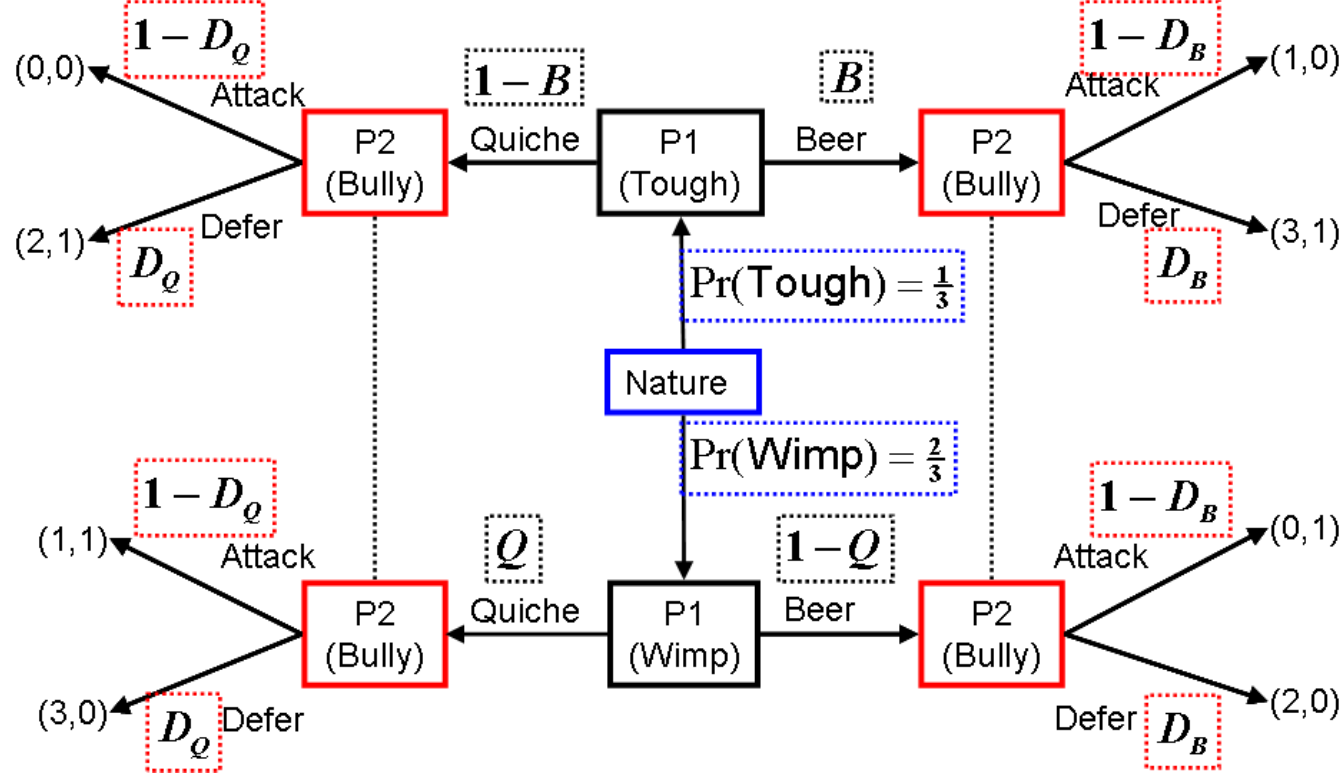 1 − D_Q
1 − B
B
1 − D_B
(0,0)
(1,0)
Attack
Attack
P2
(Bully)
Quiche
P1
(Tough)
Beer
P2
(Bully)
(2,1)
Defer
Defer
(3,1)
D_Q
D_B
Pr(Tough) = 1/3
Nature
Pr(Wimp) = 2/3
1 − D_Q
1 − D_B
(1,1)
Q
1 − Q
(0,1)
Attack
Attack
P2
(Bully)
Quiche
P1
(Wimp)
Beer
P2
(Bully)
(3,0)
Defer
Defer
(2,0)
D_Q
D_B